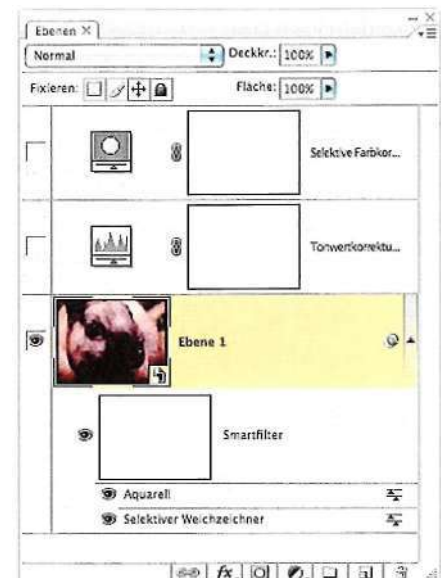 Ebenen X
Normal Deckkr.: 100%
Fixieren: Fläche: 100%
Selektive Farbkor...
Tonwertkorrektu...
Ebene 1
Smartfilter
Aquarell
Selektiver Weichzeichner
fx